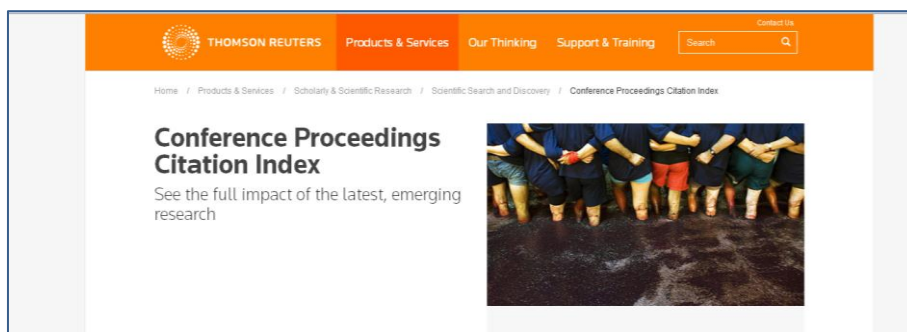 Contact Us
THOMSON REUTERS Products & Services Our Thinking Support & Training Search
Home / Products & Services / Scholarly & Scientific Research / Scientific Search and Discovery / Conference Proceedings Citation Index
Conference Proceedings
Citation Index
See the full impact of the latest, emerging
research